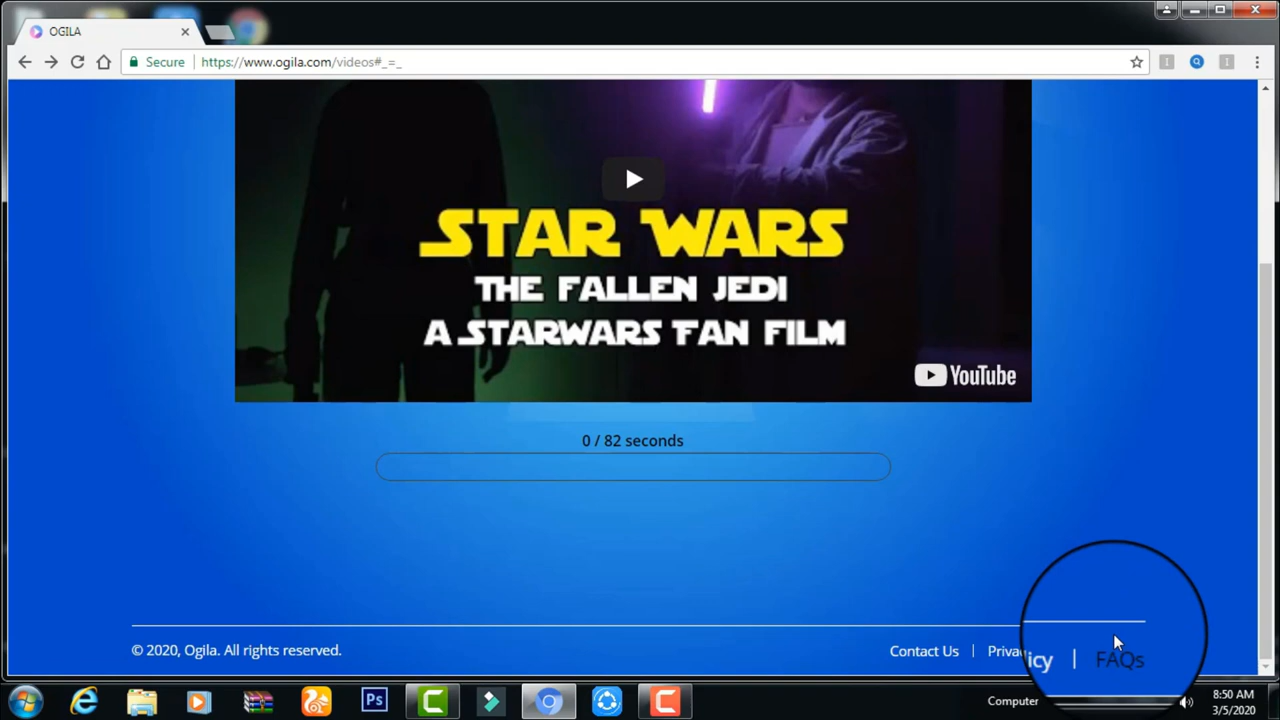 OGILA
Secure https://www.ogila.com/videos#_=_
STAR WARS
THE FALLEN JEDI
A STARWARS FAN FILM
YouTube
0 / 82 seconds
© 2020, Ogila. All rights reserved.
Contact Us | Privacy | FAQs
Ps
Computer
8:50 AM
3/5/2020